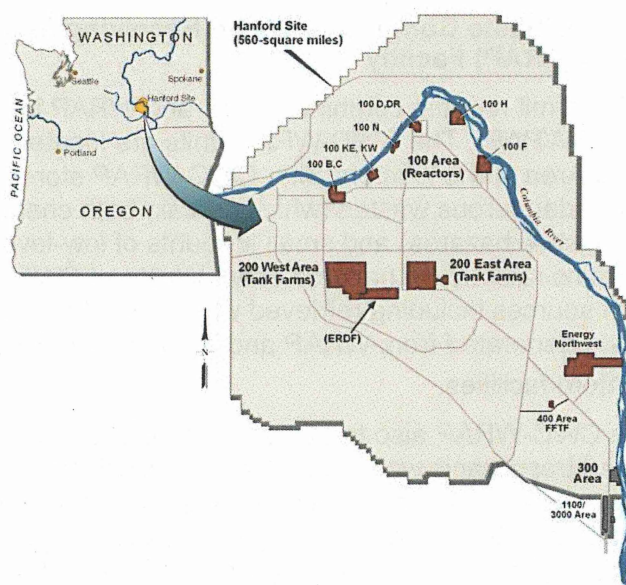 WASHINGTON
Seattle
Spokane
Hanford Site
Portland
PACIFIC OCEAN
OREGON
Hanford Site
(560-square miles)
100 D,DR
100 H
100 N
100 KE, KW
100 F
100 B,C
100 Area
(Reactors)
Columbia River
200 West Area
(Tank Farms)
200 East Area
(Tank Farms)
(ERDF)
N
Energy
Northwest
400 Area
FFTF
300
Area
1100/
3000 Area